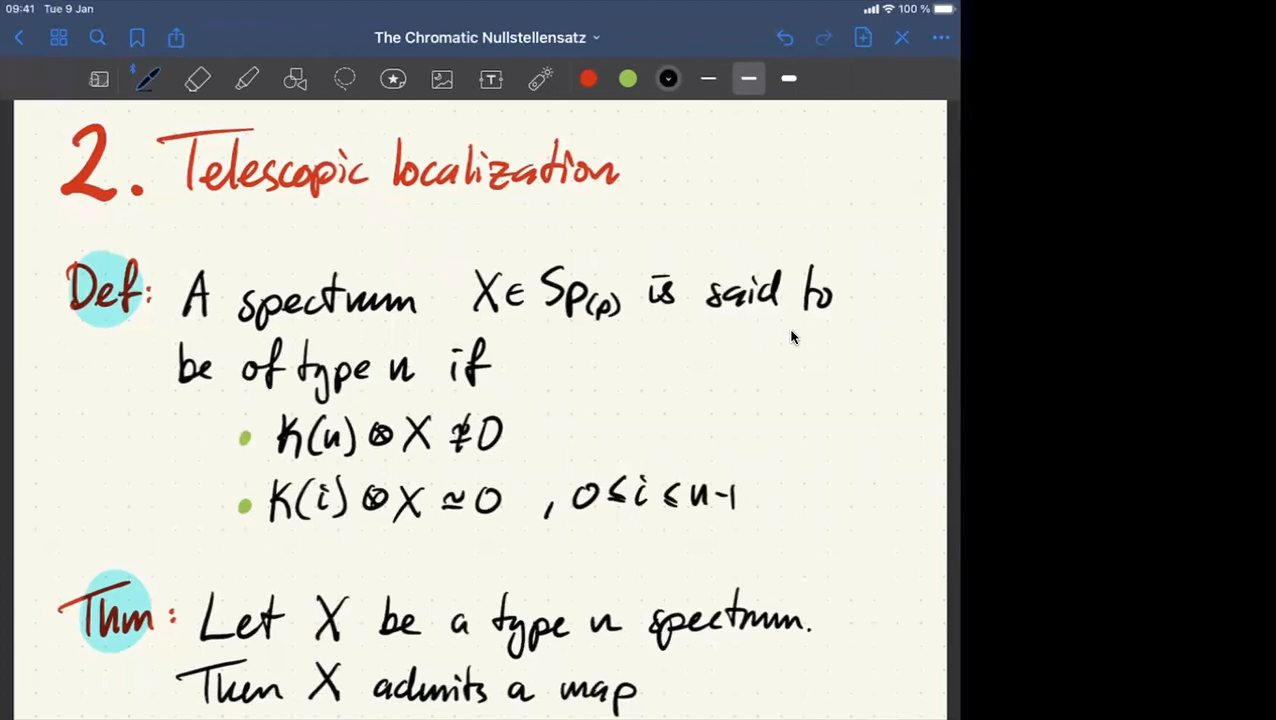 09:41 Tue 9 Jan 100 %
The Chromatic Nullstellensatz
2. Telescopic localization
Def: A spectrum X ∈ Sp₍ₚ₎ is said to
be of type n if
• K(n) ⊗ X ≄ 0
• K(i) ⊗ X ≃ 0 , 0 ≤ i ≤ n-1
Thm: Let X be a type n spectrum.
Then X admits a map